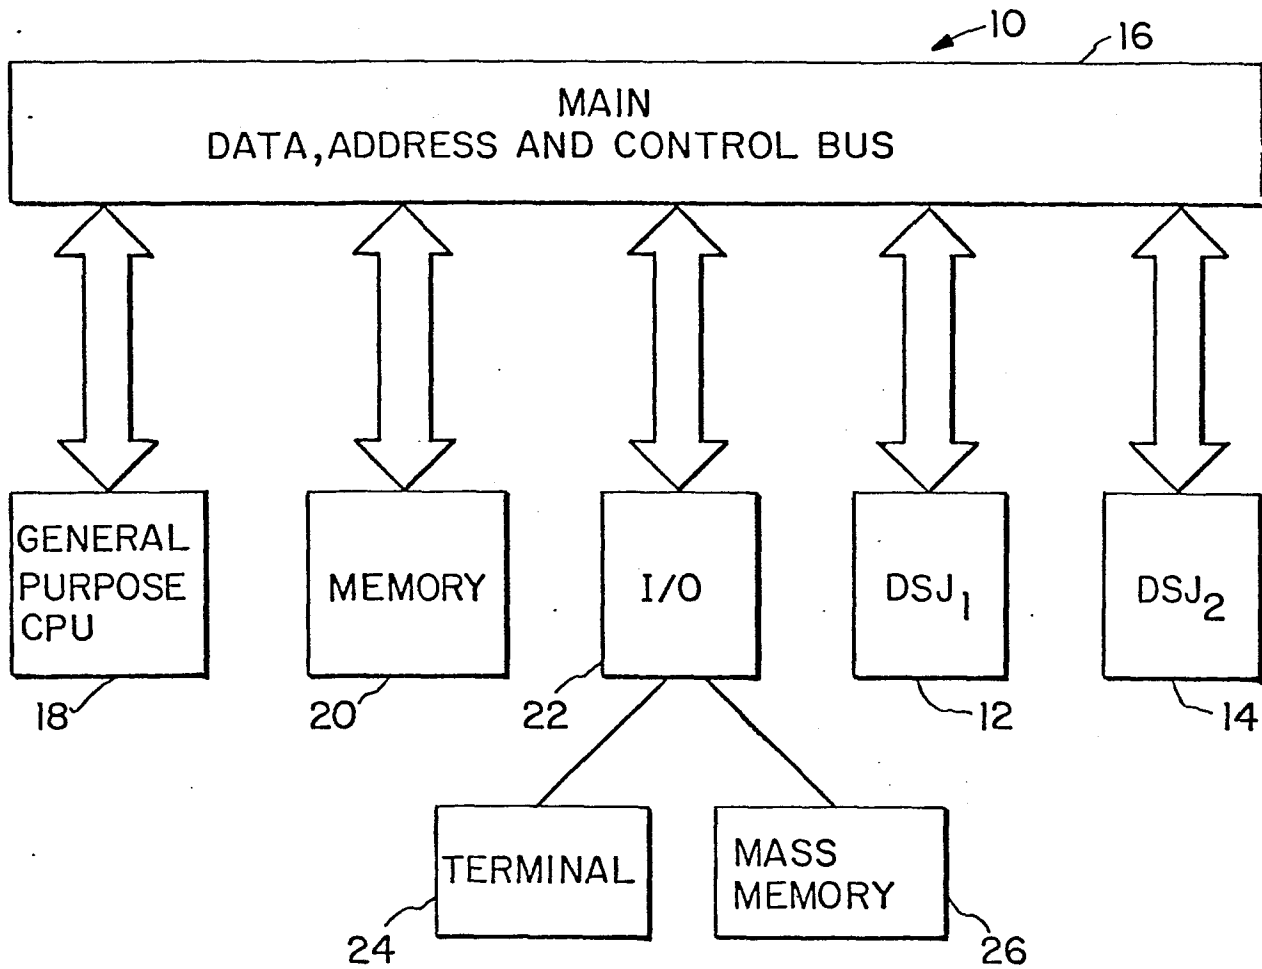 10
16
MAIN
DATA, ADDRESS AND CONTROL BUS
GENERAL
PURPOSE
CPU
MEMORY
I/O
DSJ1
DSJ2
18
20
22
12
14
TERMINAL
MASS
MEMORY
24
26